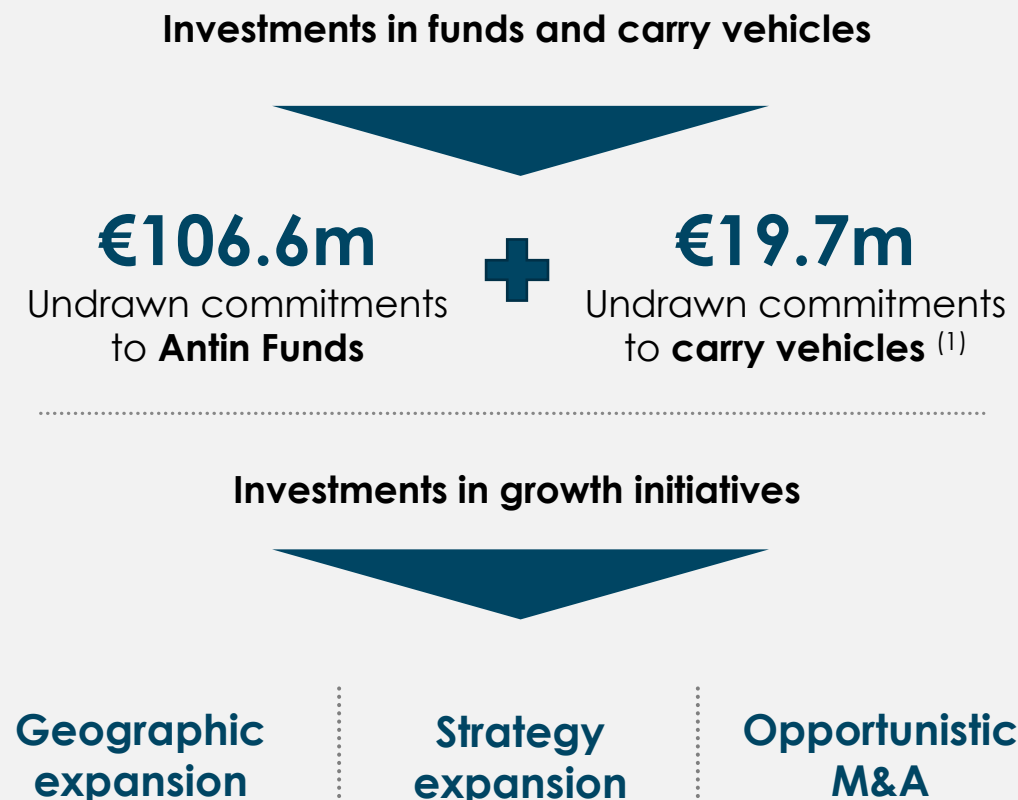 Investments in funds and carry vehicles
€106.6m
Undrawn commitments
to Antin Funds
€19.7m
Undrawn commitments
to carry vehicles (1)
Investments in growth initiatives
Geographic
expansion
Strategy
expansion
Opportunistic
M&A